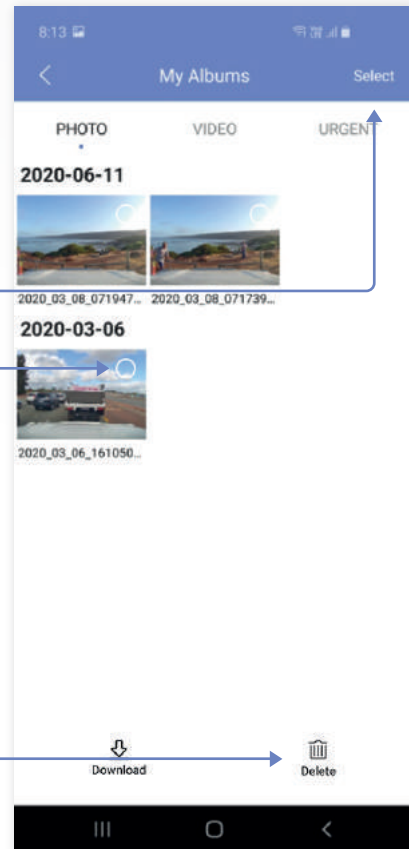 8:13
My Albums
Select
PHOTO VIDEO URGENT
2020-06-11
2020_03_08_071947... 2020_03_08_071739...
2020-03-06
2020_03_06_161050...
Download Delete